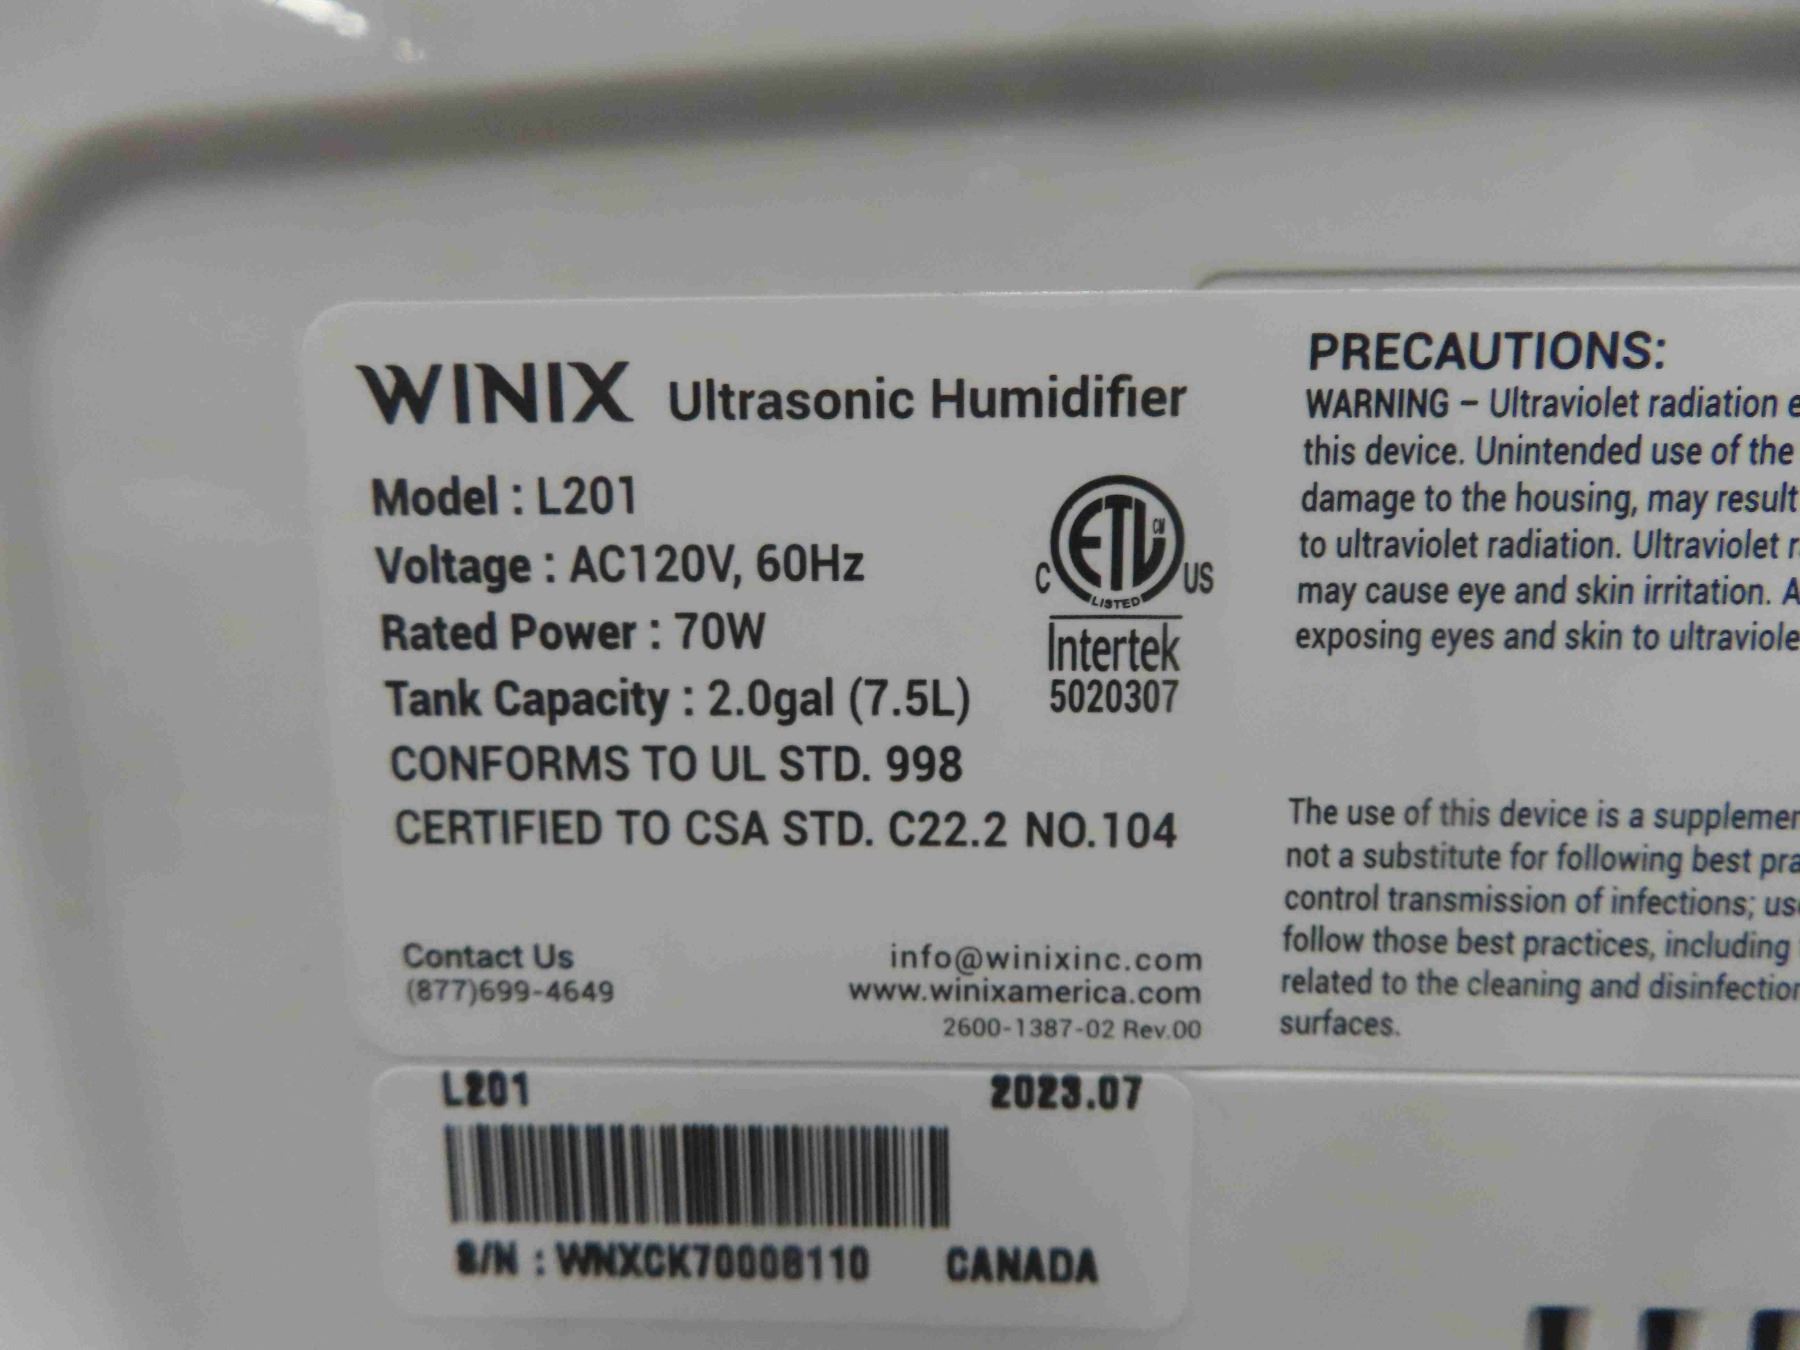 WINIX Ultrasonic Humidifier
Model : L201
Voltage : AC120V, 60Hz
Rated Power : 70W
Tank Capacity : 2.0gal (7.5L)
CONFORMS TO UL STD. 998
CERTIFIED TO CSA STD. C22.2 NO.104
C ETL CM US
LISTED
Intertek
5020307
Contact Us
(877)699-4649
info@winixinc.com
www.winixamerica.com
2600-1387-02 Rev.00
PRECAUTIONS:
WARNING – Ultraviolet radiation
this device. Unintended use of the
damage to the housing, may result
to ultraviolet radiation. Ultraviolet
may cause eye and skin irritation.
exposing eyes and skin to
The use of this device is a
not a substitute for following best
control transmission of infections;
follow those best practices, including
related to the cleaning and
surfaces.
L201 2023.07
S/N : WNXCK70008110 CANADA